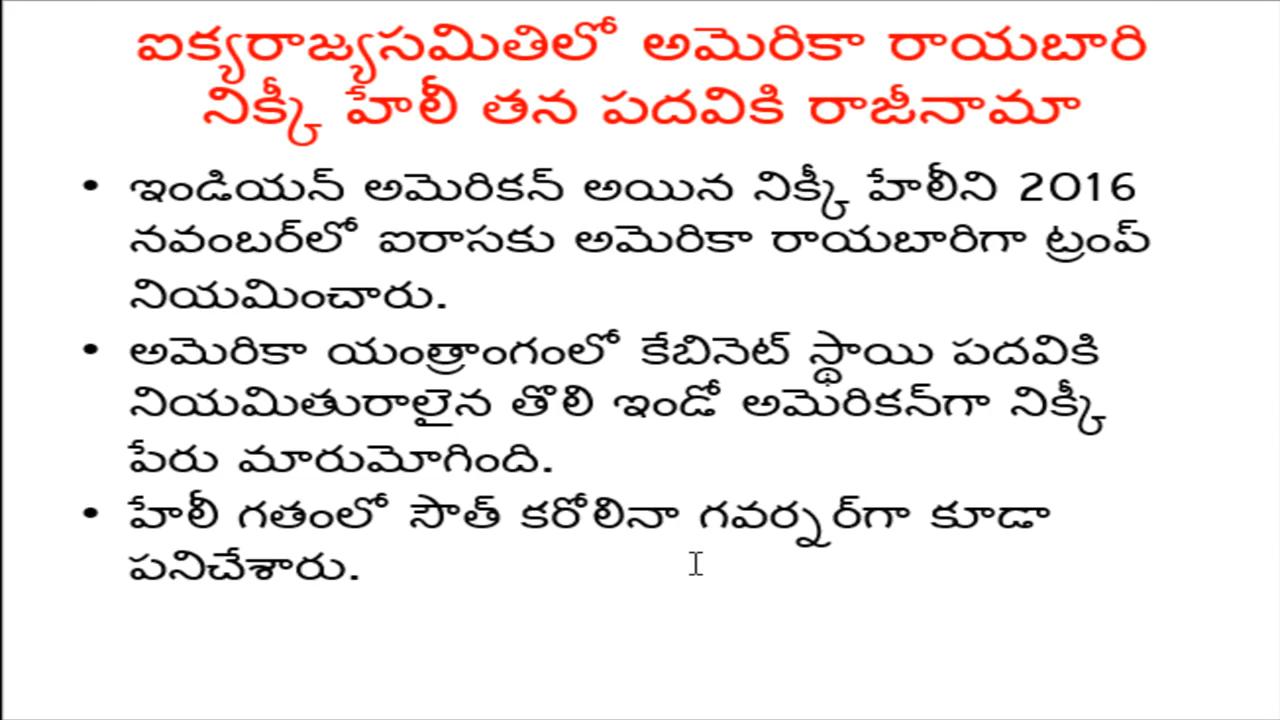 ఐక్యరాజ్యసమితిలో అమెరికా రాయబారి
నిక్కీ హేలీ తన పదవికి రాజీనామా
• ఇండియన్ అమెరికన్ అయిన నిక్కీ హేలీని 2016
నవంబర్‌లో ఐరాసకు అమెరికా రాయబారిగా ట్రంప్
నియమించారు.
• అమెరికా యంత్రాంగంలో కేబినెట్ స్థాయి పదవికి
నియమితురాలైన తొలి ఇండో అమెరికన్‌గా నిక్కీ
పేరు మారుమోగింది.
• హేలీ గతంలో సౌత్ కరోలినా గవర్నర్‌గా కూడా
పనిచేశారు.